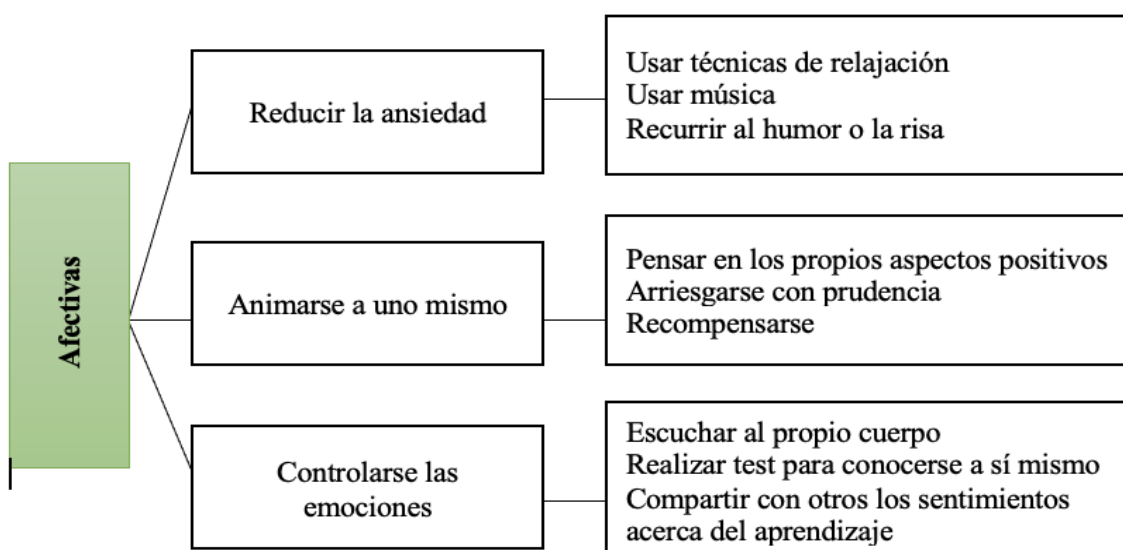 Afectivas
Reducir la ansiedad
Usar técnicas de relajación
Usar música
Recurrir al humor o la risa
Animarse a uno mismo
Pensar en los propios aspectos positivos
Arriesgarse con prudencia
Recompensarse
Controlarse las
emociones
Escuchar al propio cuerpo
Realizar test para conocerse a sí mismo
Compartir con otros los sentimientos
acerca del aprendizaje